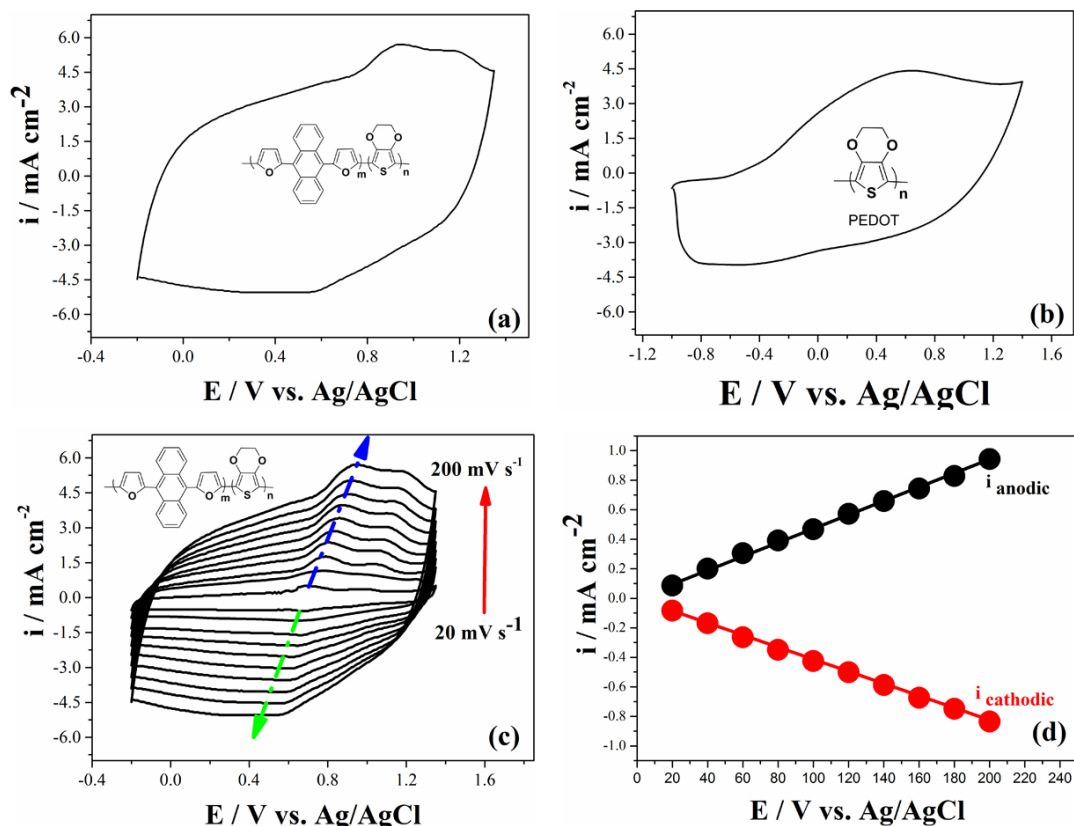 6.0
4.5
3.0
1.5
0.0
-1.5
-3.0
-4.5
-6.0
i / mA cm-2
O
O
m
O
O
S
n
(a)
-0.4 0.0 0.4 0.8 1.2
E / V vs. Ag/AgCl
6.0
4.5
3.0
1.5
0.0
-1.5
-3.0
-4.5
-6.0
i / mA cm-2
O
O
S
n
PEDOT
(b)
-1.2 -0.8 -0.4 0.0 0.4 0.8 1.2 1.6
E / V vs. Ag/AgCl
6.0
4.5
3.0
1.5
0.0
-1.5
-3.0
-4.5
-6.0
i / mA cm-2
O
O
m
O
O
S
n
200 mV s-1
20 mV s-1
(c)
0.0 0.4 0.8 1.2 1.6
E / V vs. Ag/AgCl
1.0
0.8
0.6
0.4
0.2
0.0
-0.2
-0.4
-0.6
-0.8
-1.0
i / mA cm-2
i anodic
i cathodic
(d)
20 40 60 80 100 120 140 160 180 200 220 240
E / V vs. Ag/AgCl